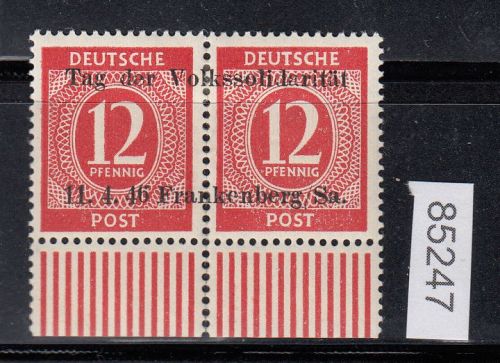 DEUTSCHE DEUTSCHE
Tag der Volkssolidarität
12 12
PFENNIG PFENNIG
11. 4. 46 Frankenberg Sa.
POST POST
85247